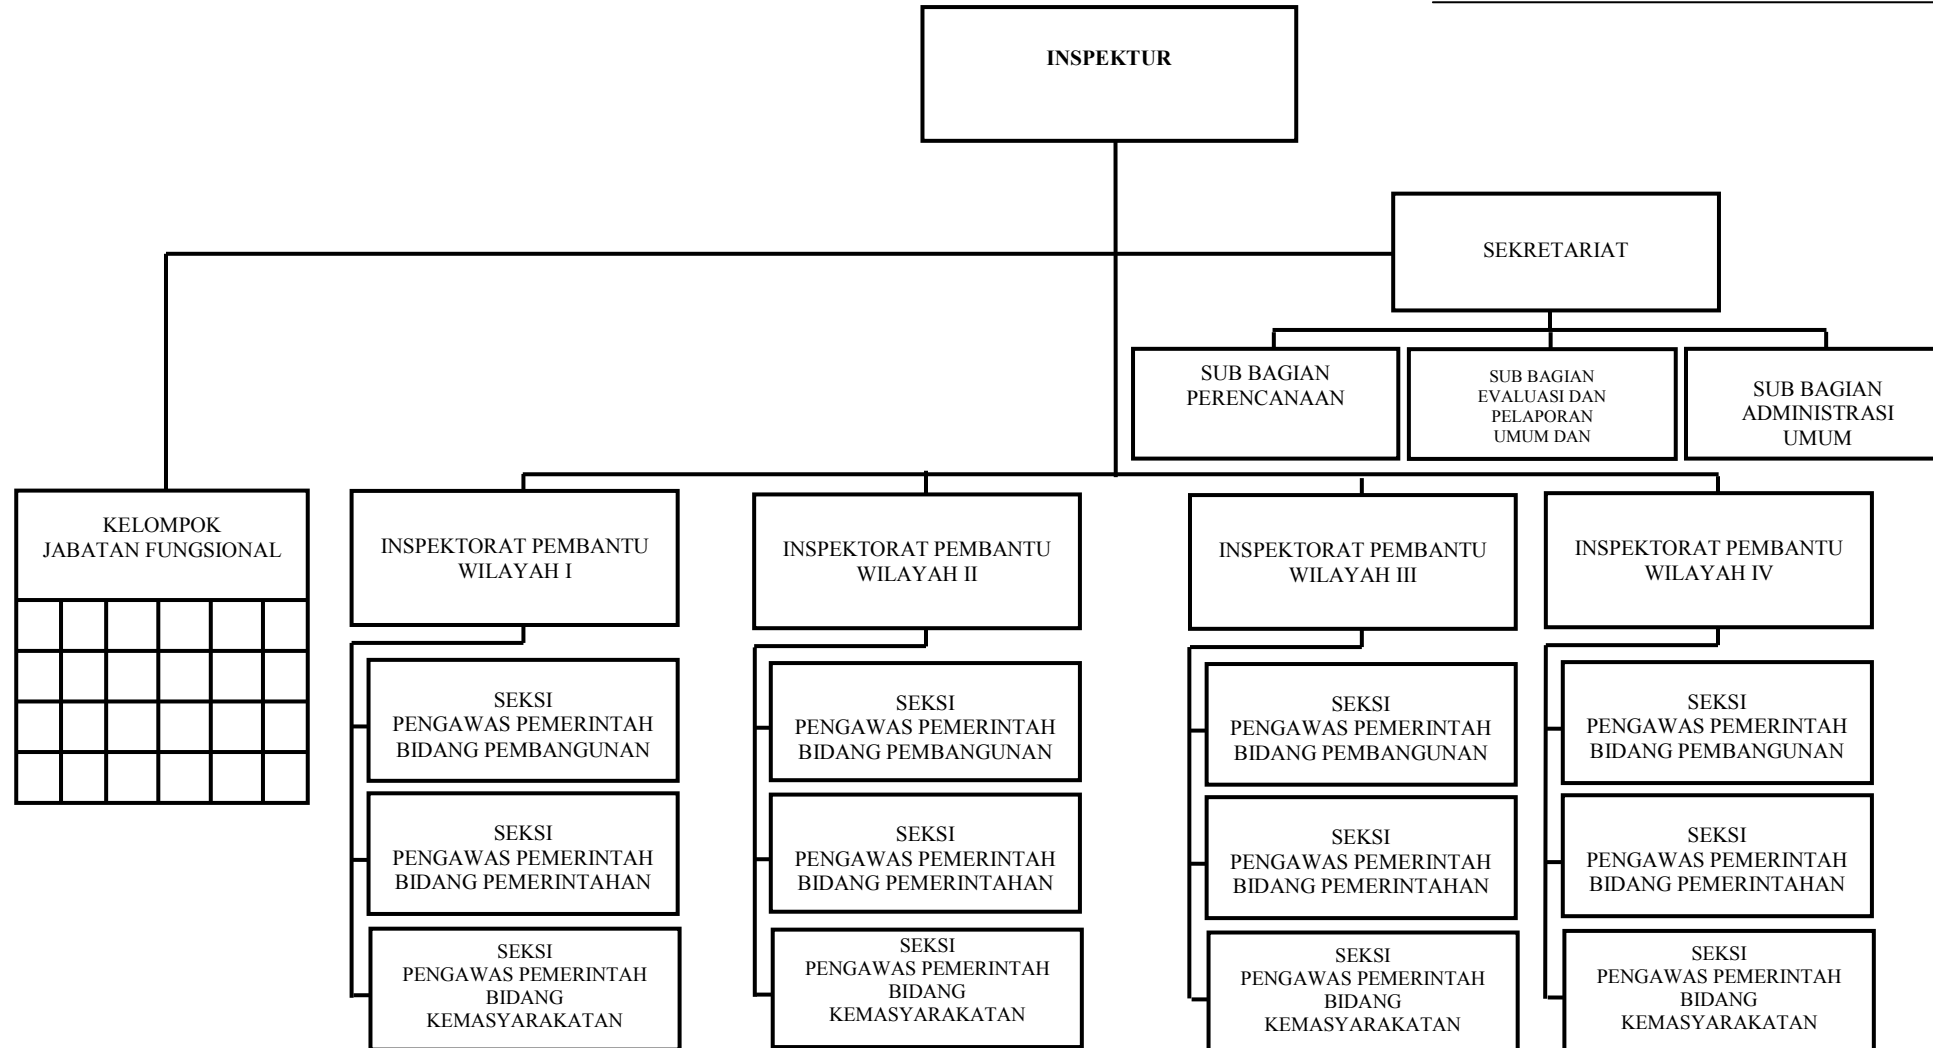 INSPEKTUR
SEKRETARIAT
SUB BAGIAN
PERENCANAAN
SUB BAGIAN
EVALUASI DAN
PELAPORAN
UMUM DAN
SUB BAGIAN
ADMINISTRASI
UMUM
KELOMPOK
JABATAN FUNGSIONAL
INSPEKTORAT PEMBANTU
WILAYAH I
INSPEKTORAT PEMBANTU
WILAYAH II
INSPEKTORAT PEMBANTU
WILAYAH III
INSPEKTORAT PEMBANTU
WILAYAH IV
SEKSI
PENGAWAS PEMERINTAH
BIDANG PEMBANGUNAN
SEKSI
PENGAWAS PEMERINTAH
BIDANG PEMBANGUNAN
SEKSI
PENGAWAS PEMERINTAH
BIDANG PEMBANGUNAN
SEKSI
PENGAWAS PEMERINTAH
BIDANG PEMBANGUNAN
SEKSI
PENGAWAS PEMERINTAH
BIDANG PEMERINTAHAN
SEKSI
PENGAWAS PEMERINTAH
BIDANG PEMERINTAHAN
SEKSI
PENGAWAS PEMERINTAH
BIDANG PEMERINTAHAN
SEKSI
PENGAWAS PEMERINTAH
BIDANG PEMERINTAHAN
SEKSI
PENGAWAS PEMERINTAH
BIDANG
KEMASYARAKATAN
SEKSI
PENGAWAS PEMERINTAH
BIDANG
KEMASYARAKATAN
SEKSI
PENGAWAS PEMERINTAH
BIDANG
KEMASYARAKATAN
SEKSI
PENGAWAS PEMERINTAH
BIDANG
KEMASYARAKATAN